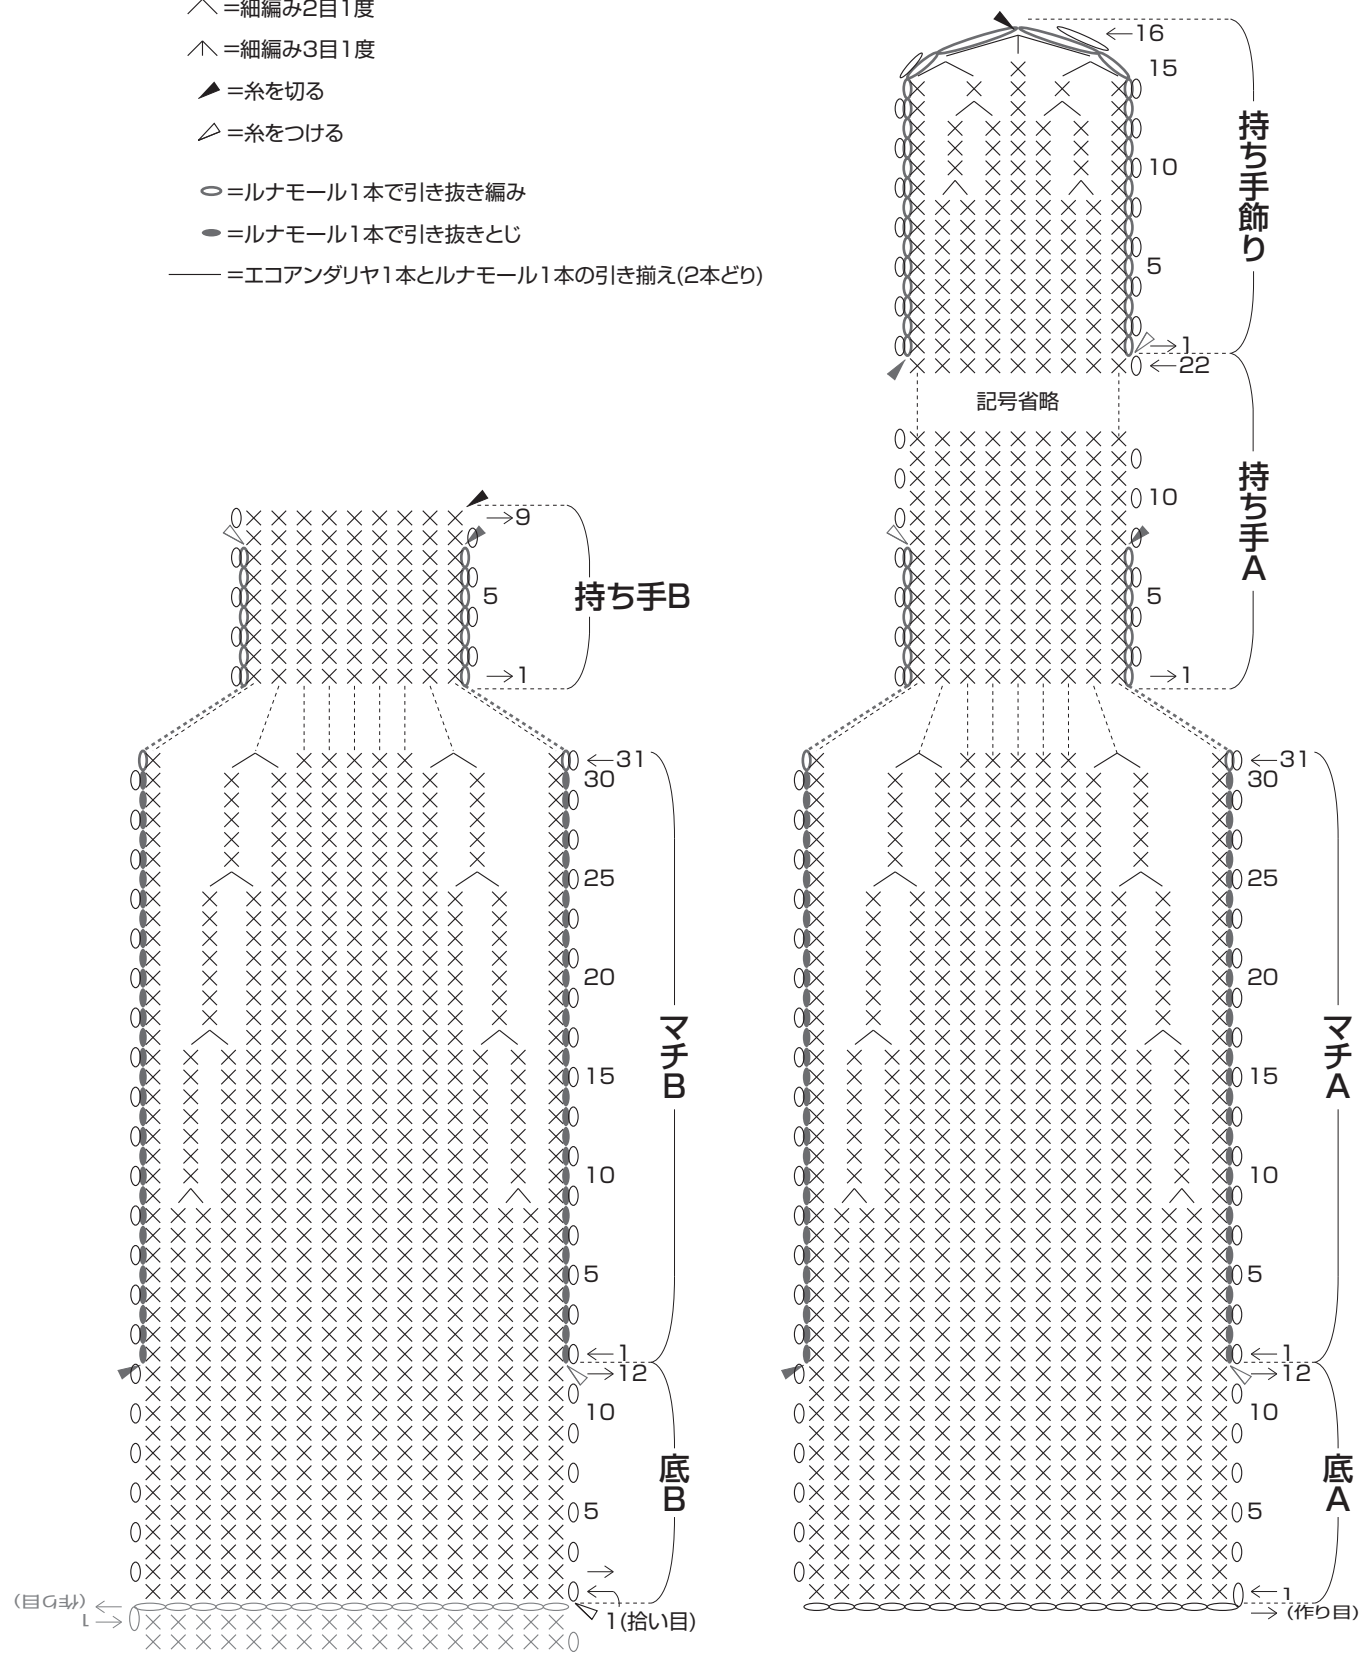 =細編み2目1度
=細編み3目1度
=糸を切る
=糸をつける
=ルナモール1本で引き抜き編み
=ルナモール1本で引き抜きとじ
=エコアンダリヤ1本とルナモール1本の引き揃え(2本どり)
←16
15
10
5
→1
持ち手飾り
←22
記号省略
10
5
→1
持ち手A
→9
5
→1
持ち手B
←31
30
25
20
15
10
5
←1
マチB
→12
10
5
→
←
1(拾い目)
底B
(作り目)
1
←31
30
25
20
15
10
5
←1
マチA
→12
10
5
←1
→(作り目)
底A